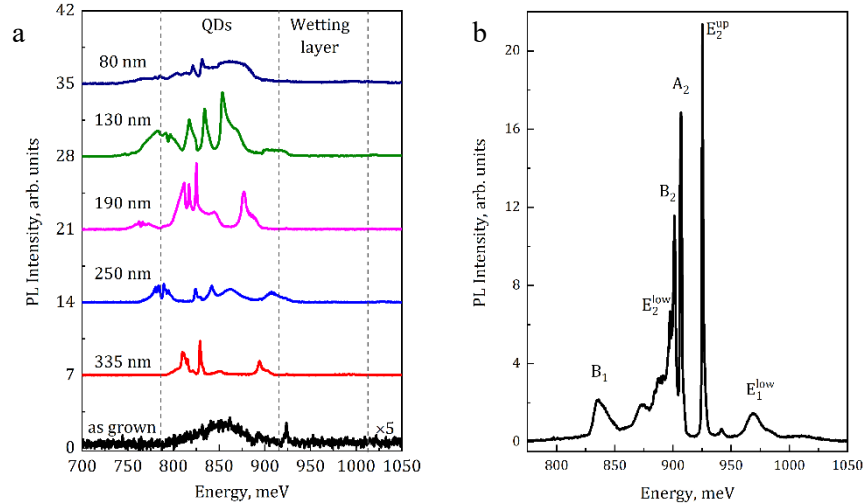 a
PL Intensity, arb. units
42
35
28
21
14
7
0
QDs
Wetting
layer
80 nm
130 nm
190 nm
250 nm
335 nm
as grown
×5
700 750 800 850 900 950 1000 1050
Energy, meV
b
PL Intensity, arb. units
22
20
16
12
8
4
0
E₂ᵘᵖ
A₂
B₂
E₂ˡᵒʷ
B₁
E₁ˡᵒʷ
800 850 900 950 1000 1050
Energy, meV